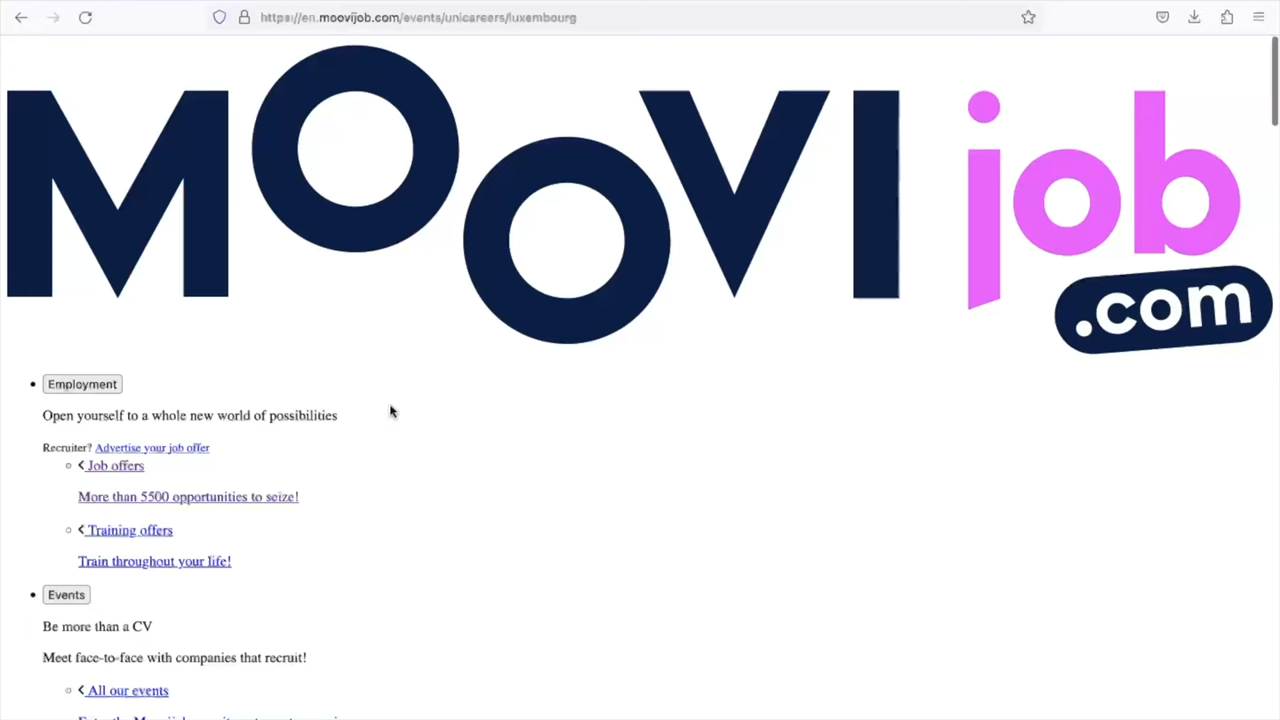 https://en.moovijob.com/events/unicareers/luxembourg
MOOVI job
.com
Employment
Open yourself to a whole new world of possibilities
Recruiter? Advertise your job offer
Job offers
More than 5500 opportunities to seize!
Training offers
Train throughout your life!
Events
Be more than a CV
Meet face-to-face with companies that recruit!
All our events